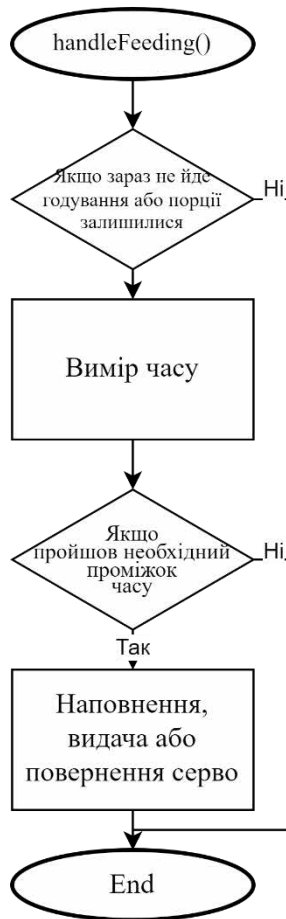 handleFeeding()
Якщо зараз не йде
годування або порції
залишилися
Ні
Вимір часу
Якщо
пройшов необхідний
проміжок
часу
Ні
Так
Наповнення,
видача або
повернення серво
End